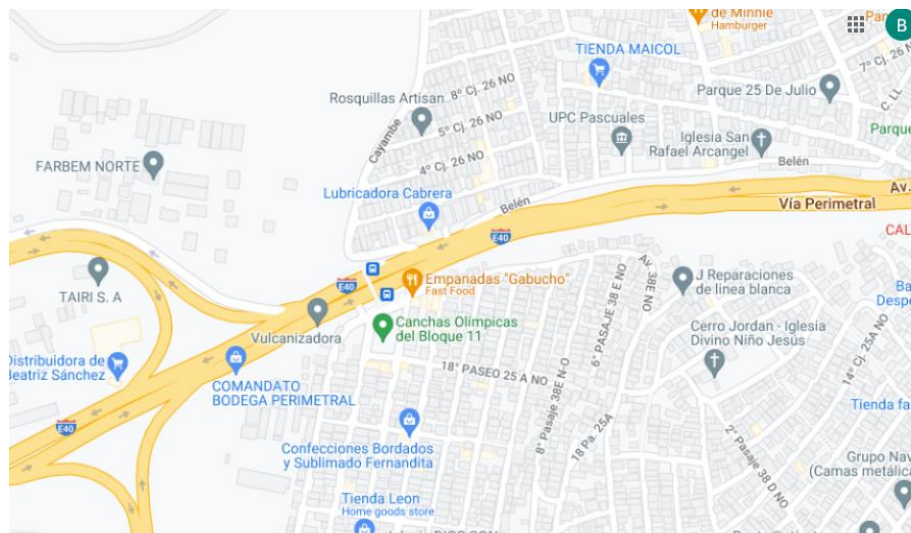 de Minnie
Hamburger
B
TIENDA MAICOL
7° Cj. 26 NO
8° Cj. 26 NO
Parque 25 De Julio
C. LL
Rosquillas Artisan
5° Cj. 26 NO
UPC Pascuales
Cayambe
Iglesia San
Rafael Arcangel
Parque
4° Cj. 26 NO
FARBEM NORTE
Belén
Lubricadora Cabrera
Belén
Av.
Vía Perimetral
E40
CAL
Av. 38E NO
TAIRI S. A
E40
Empanadas "Gabucho"
Fast Food
6° PASAJE 38 E NO
J Reparaciones
de linea blanca
Vulcanizadora
Canchas Olímpicas
del Bloque 11
Cerro Jordan - Iglesia
Divino Niño Jesús
14° Cj. 25A NO
Distribuidora de
Beatriz Sánchez
COMANDATO
BODEGA PERIMETRAL
18° PASEO 25 A NO
8° Pasaje 38E N-O
18 Pa. 25A
Tienda
E40
Confecciones Bordados
y Sublimado Fernandita
2° Pasaje 38 D NO
Grupo
(Camas
Tienda Leon
Home goods store